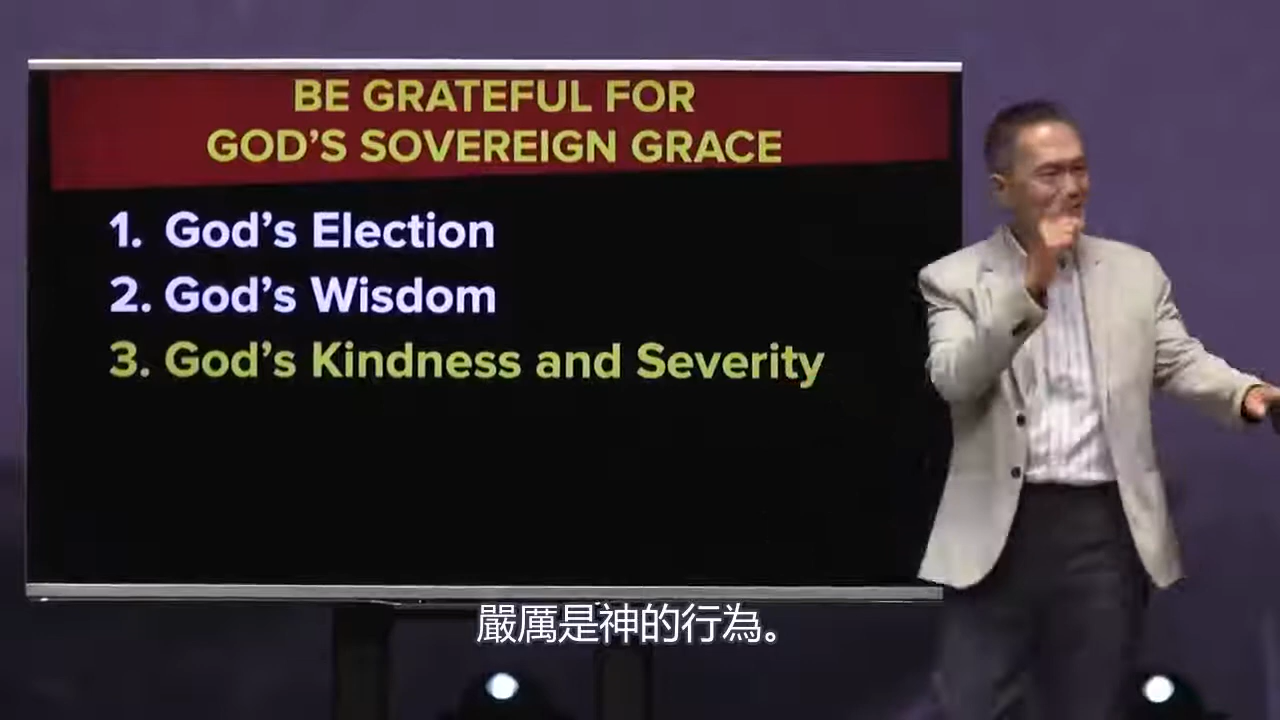 BE GRATEFUL FOR
GOD'S SOVEREIGN GRACE
1. God's Election
2. God's Wisdom
3. God's Kindness and Severity
嚴厲是神的行為。